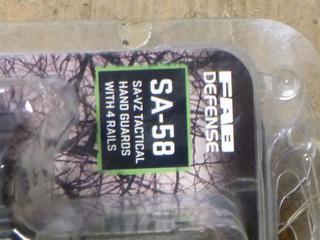 FAB
DEFENSE
SA-58
SA-VZ TACTICAL
HAND GUARDS
WITH 4 RAILS